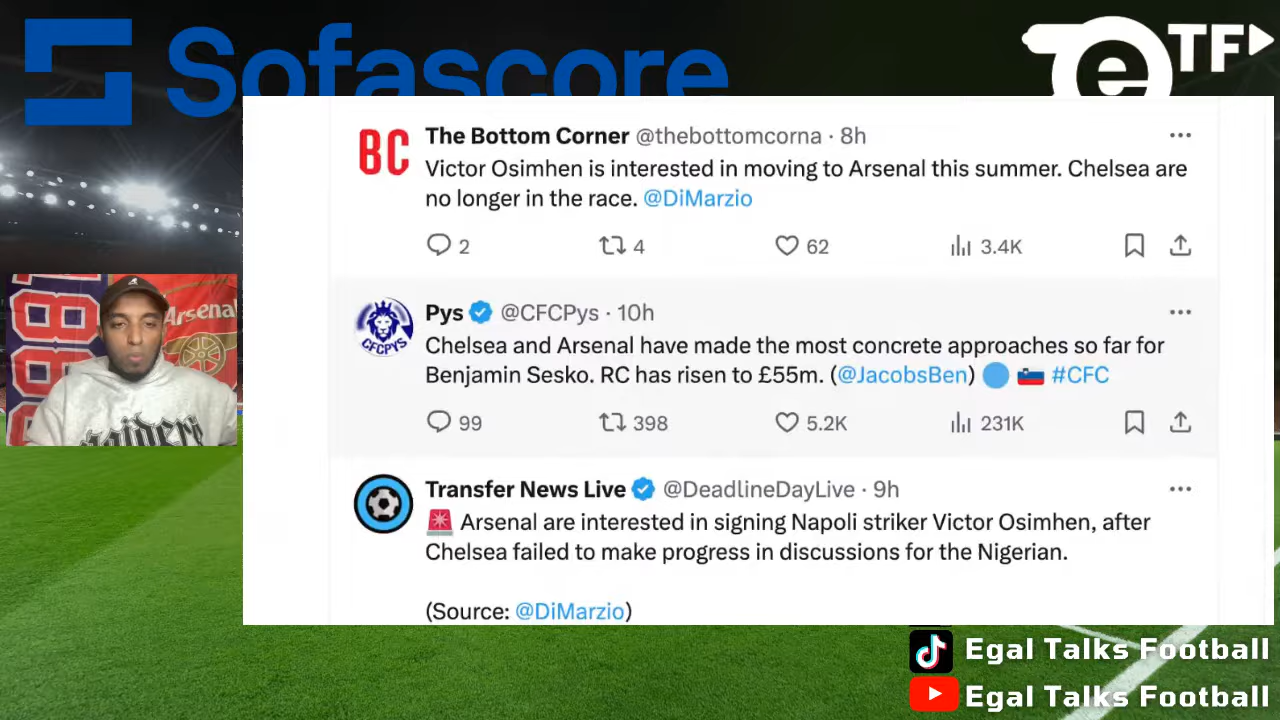 Sofascore
eTF
The Bottom Corner @thebottomcorna · 8h
Victor Osimhen is interested in moving to Arsenal this summer. Chelsea are
no longer in the race. @DiMarzio
2 4 62 3.4K
Pys @CFCPys · 10h
Chelsea and Arsenal have made the most concrete approaches so far for
Benjamin Sesko. RC has risen to £55m. (@JacobsBen) #CFC
99 398 5.2K 231K
Transfer News Live @DeadlineDayLive · 9h
Arsenal are interested in signing Napoli striker Victor Osimhen, after
Chelsea failed to make progress in discussions for the Nigerian.
(Source: @DiMarzio)
BC
CFCPYS
Arsenal
raiders
Egal Talks Football
Egal Talks Football